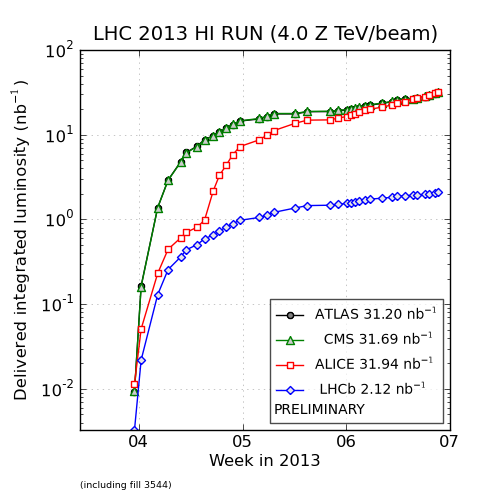 LHC 2013 HI RUN (4.0 Z TeV/beam)
Delivered integrated luminosity (nb⁻¹)
10²
10¹
10⁰
10⁻¹
10⁻²
ATLAS 31.20 nb⁻¹
CMS 31.69 nb⁻¹
ALICE 31.94 nb⁻¹
LHCb 2.12 nb⁻¹
PRELIMINARY
04 05 06 07
Week in 2013
(including fill 3544)